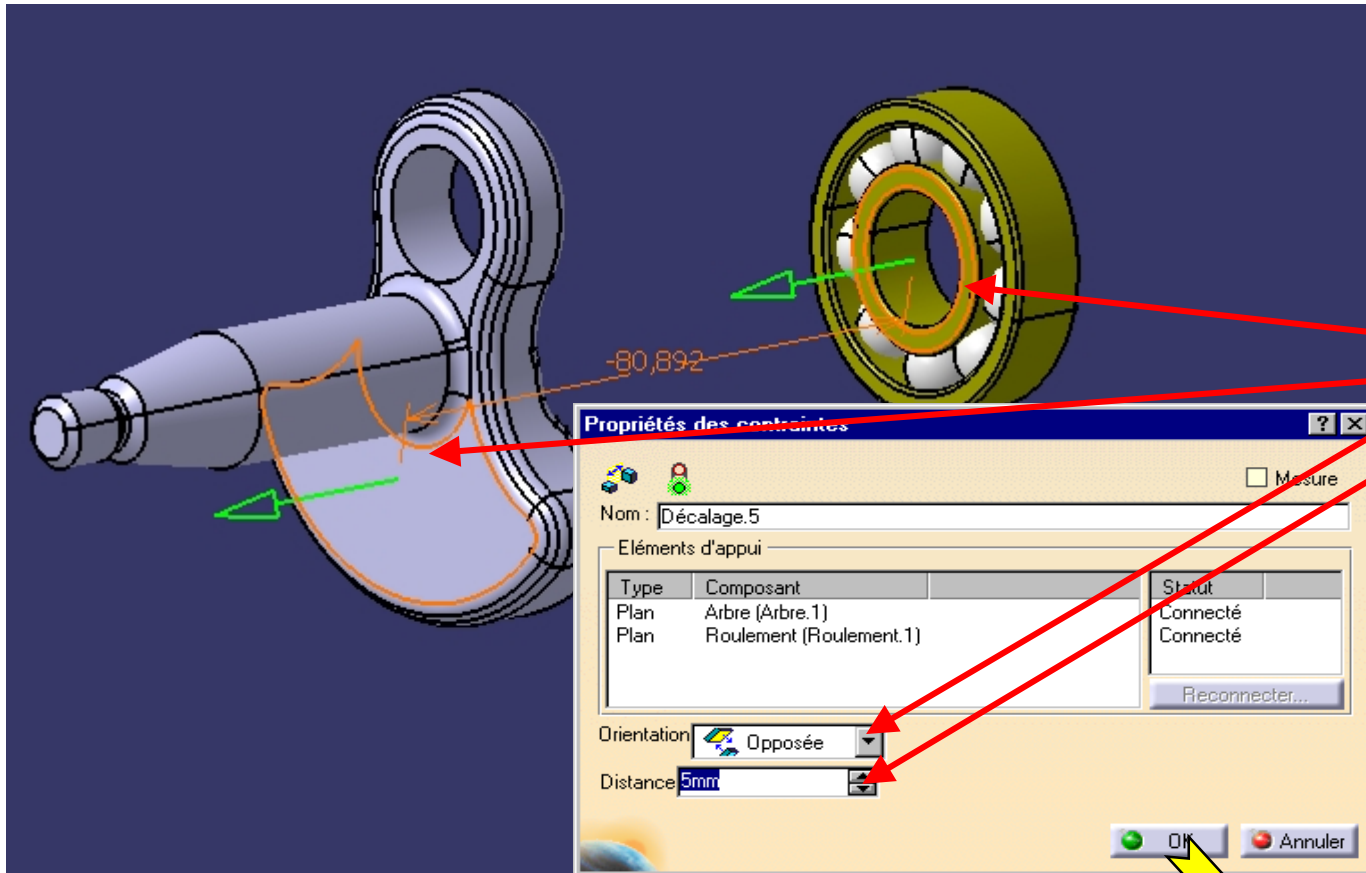 -80,892
Propriétés des contraintes
Mesure
Nom : Décalage.5
Eléments d'appui
Type Composant Statut
Plan Arbre (Arbre.1) Connecté
Plan Roulement (Roulement.1) Connecté
Reconnecter...
Orientation Opposée
Distance 5mm
OK Annuler